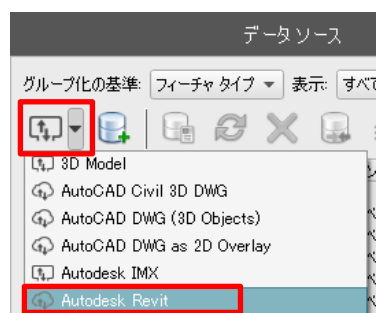 データ ソース
グループ化の基準: フィーチャ タイプ 表示: すべて
3D Model
AutoCAD Civil 3D DWG
AutoCAD DWG (3D Objects)
AutoCAD DWG as 2D Overlay
Autodesk IMX
Autodesk Revit